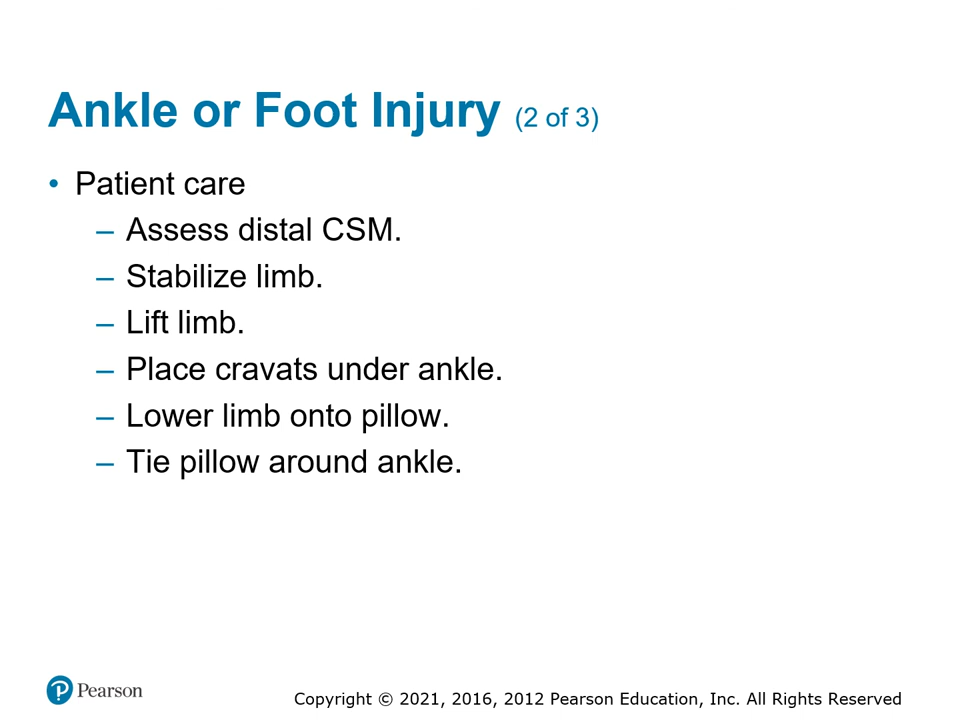 Ankle or Foot Injury (2 of 3)
• Patient care
– Assess distal CSM.
– Stabilize limb.
– Lift limb.
– Place cravats under ankle.
– Lower limb onto pillow.
– Tie pillow around ankle.
Pearson
Copyright © 2021, 2016, 2012 Pearson Education, Inc. All Rights Reserved